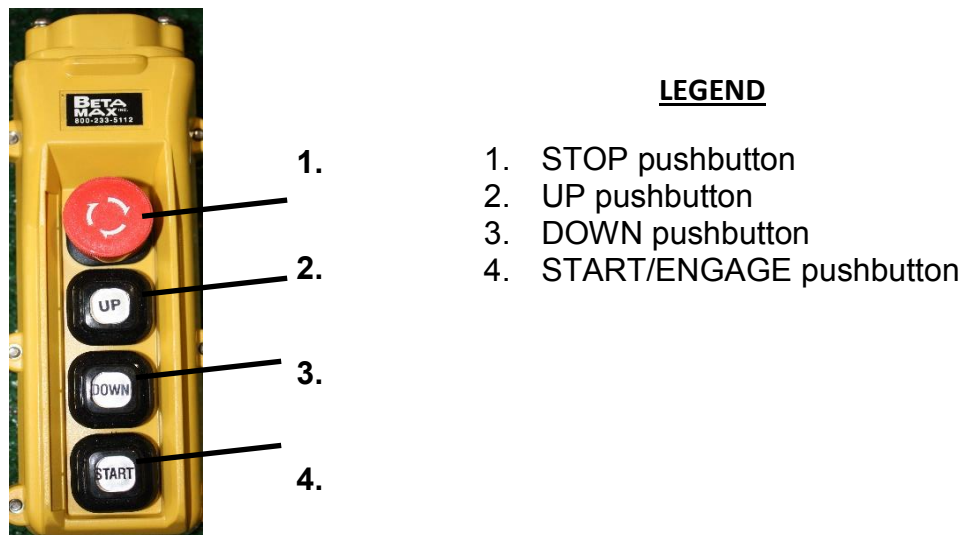 BETA
MAX INC.
800-233-5112
UP
DOWN
START
1.
2.
3.
4.
LEGEND
1. STOP pushbutton
2. UP pushbutton
3. DOWN pushbutton
4. START/ENGAGE pushbutton